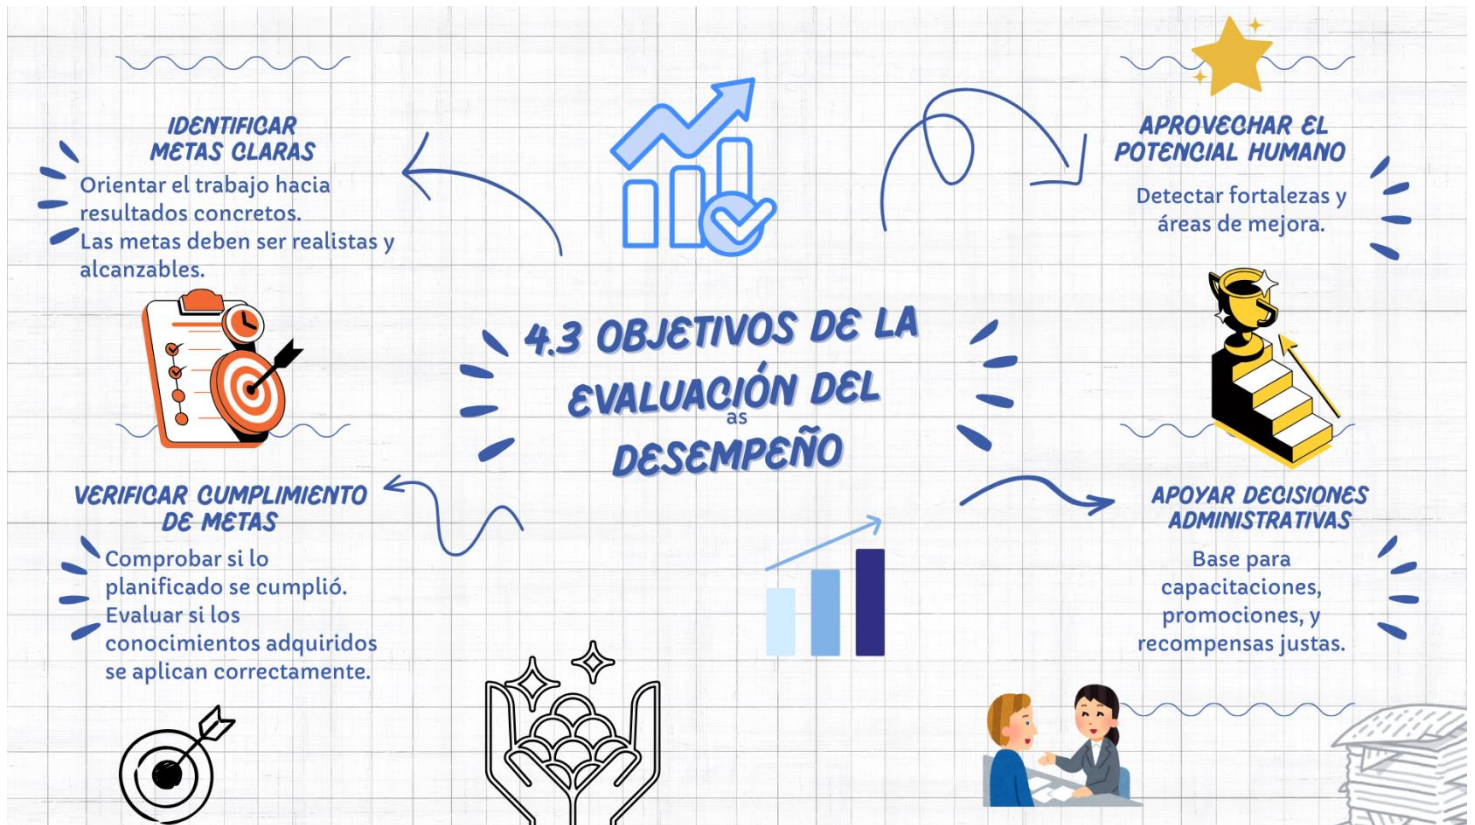 IDENTIFICAR
METAS CLARAS
Orientar el trabajo hacia
resultados concretos.
Las metas deben ser realistas y
alcanzables.
APROVECHAR EL
POTENCIAL HUMANO
Detectar fortalezas y
áreas de mejora.
4.3 OBJETIVOS DE LA
EVALUACIÓN DEL
as
DESEMPEÑO
VERIFICAR CUMPLIMIENTO
DE METAS
Comprobar si lo
planificado se cumplió.
Evaluar si los
conocimientos adquiridos
se aplican correctamente.
APOYAR DECISIONES
ADMINISTRATIVAS
Base para
capacitaciones,
promociones, y
recompensas justas.